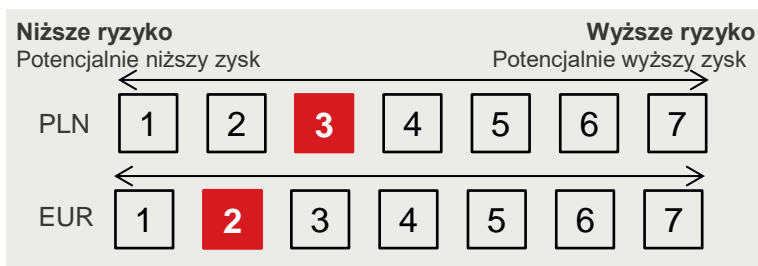 Niższe ryzyko Wyższe ryzyko
Potencjalnie niższy zysk Potencjalnie wyższy zysk
PLN 1 2 3 4 5 6 7
EUR 1 2 3 4 5 6 7